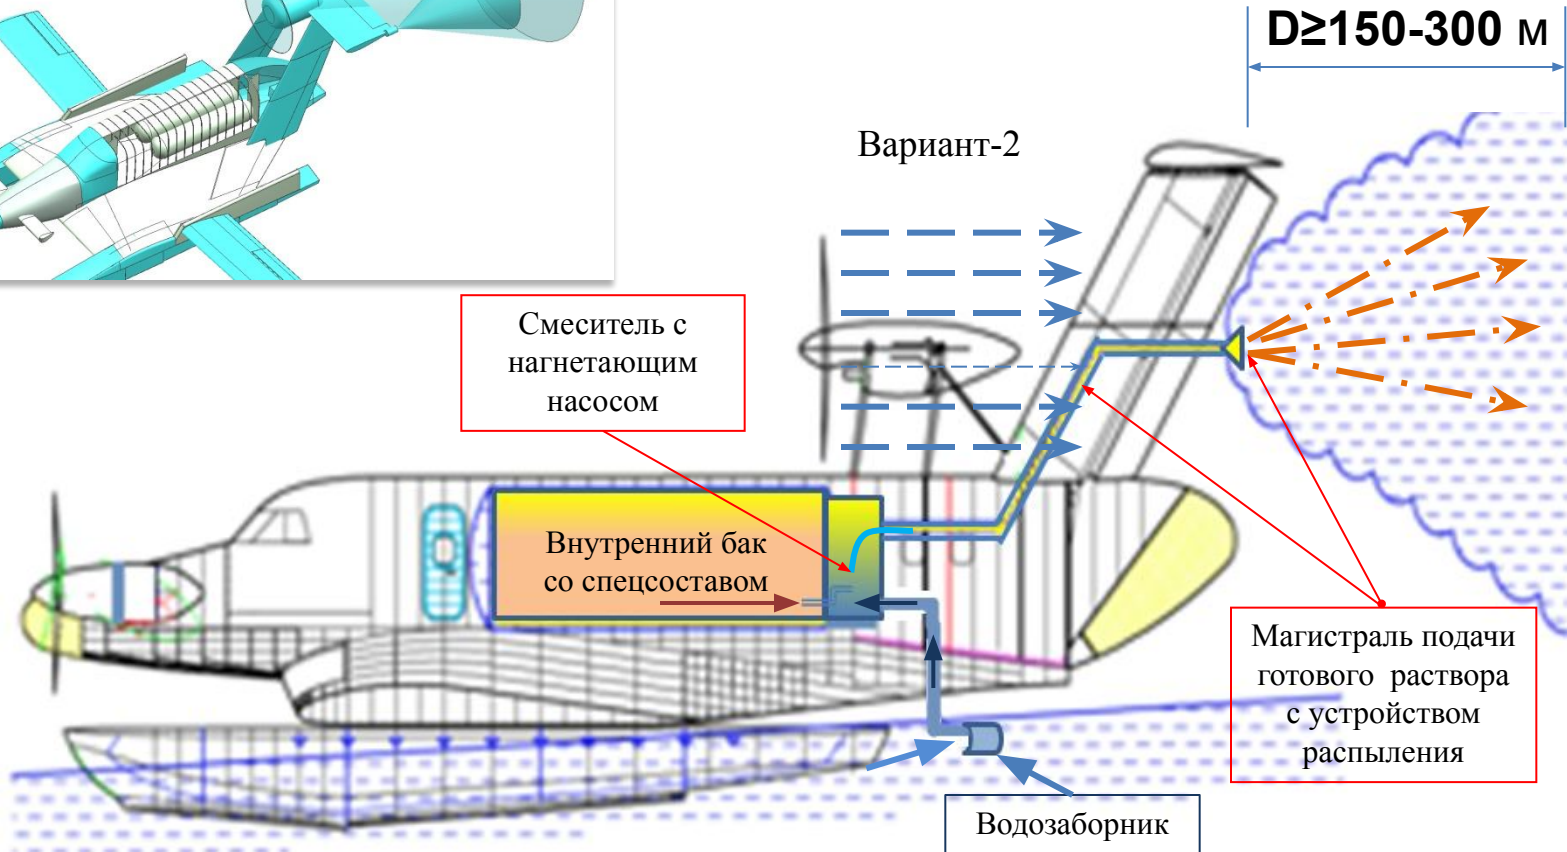 D≥150-300 м
Вариант-2
Смеситель с
нагнетающим
насосом
Внутренний бак
со спецсоставом
Магистраль подачи
готового раствора
с устройством
распыления
Водозаборник